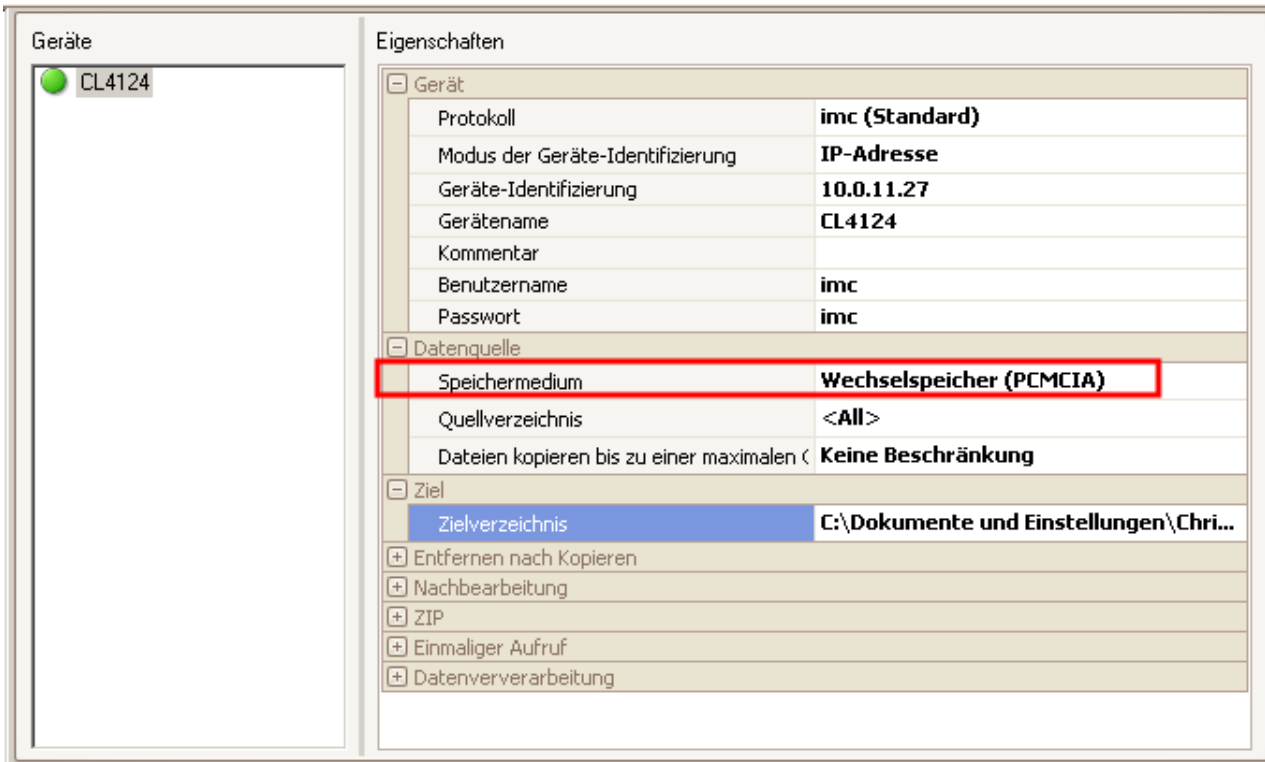 Geräte
CL4124
Eigenschaften
Gerät
Protokoll imc (Standard)
Modus der Geräte-Identifizierung IP-Adresse
Geräte-Identifizierung 10.0.11.27
Gerätename CL4124
Kommentar
Benutzername imc
Passwort imc
Datenquelle
Speichermedium Wechselspeicher (PCMCIA)
Quellverzeichnis <All>
Dateien kopieren bis zu einer maximalen Keine Beschränkung
Ziel
Zielverzeichnis C:\Dokumente und Einstellungen\Chri...
Entfernen nach Kopieren
Nachbearbeitung
ZIP
Einmaliger Aufruf
Datenververarbeitung